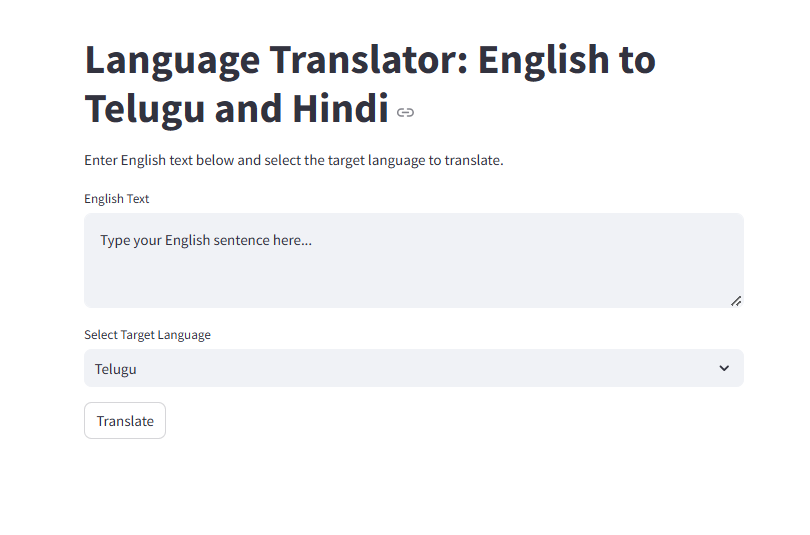 Language Translator: English to
Telugu and Hindi
Enter English text below and select the target language to translate.
English Text
Type your English sentence here...
Select Target Language
Telugu
Translate